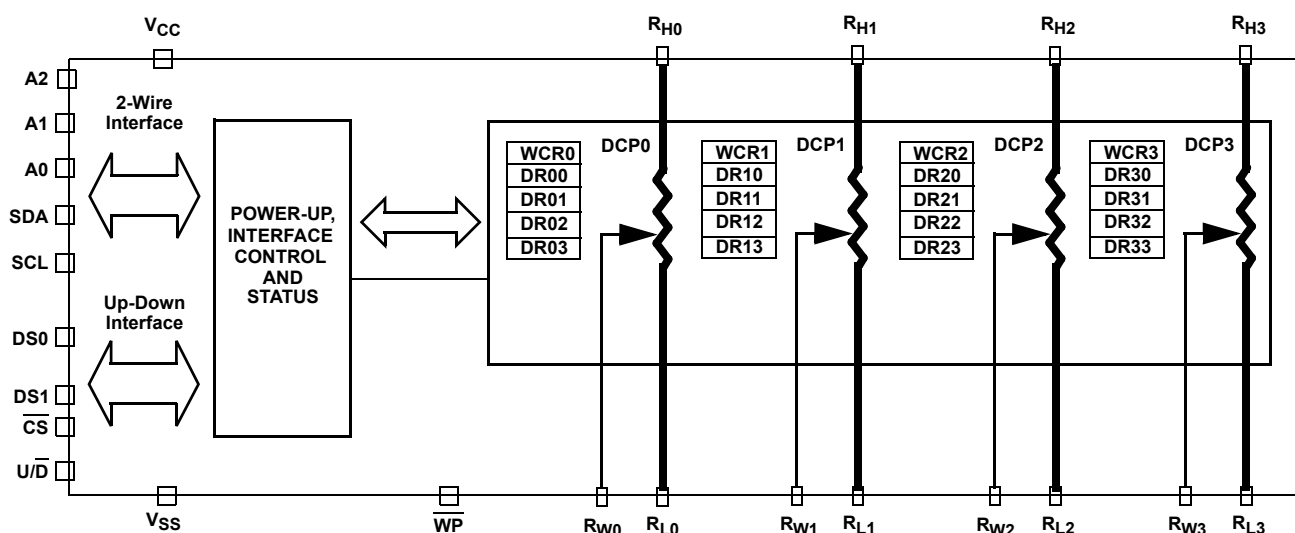 VCC
RH0
RH1
RH2
RH3
A2
A1
A0
SDA
SCL
DS0
DS1
C̅S̅
U/D̅
2-Wire
Interface
Up-Down
Interface
POWER-UP,
INTERFACE
CONTROL
AND
STATUS
WCR0
DR00
DR01
DR02
DR03
DCP0
WCR1
DR10
DR11
DR12
DR13
DCP1
WCR2
DR20
DR21
DR22
DR23
DCP2
WCR3
DR30
DR31
DR32
DR33
DCP3
VSS
W̅P̅
RW0
RL0
RW1
RL1
RW2
RL2
RW3
RL3